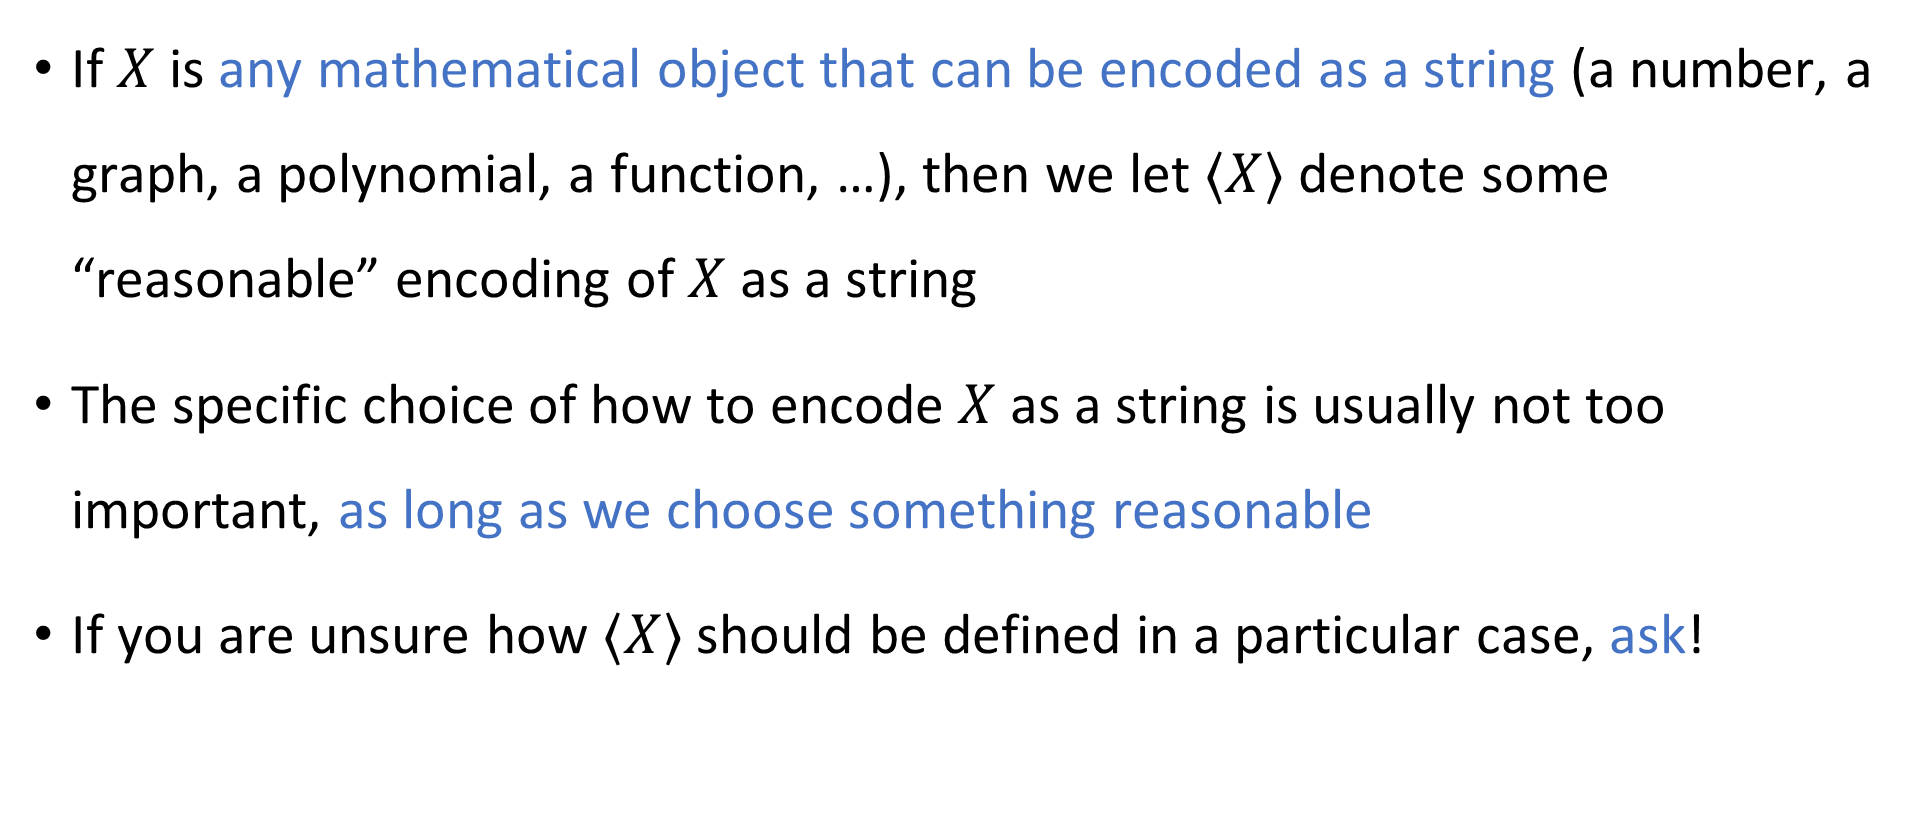 • If 𝑋 is any mathematical object that can be encoded as a string (a number, a
graph, a polynomial, a function, …), then we let ⟨𝑋⟩ denote some
“reasonable” encoding of 𝑋 as a string
• The specific choice of how to encode 𝑋 as a string is usually not too
important, as long as we choose something reasonable
• If you are unsure how ⟨𝑋⟩ should be defined in a particular case, ask!